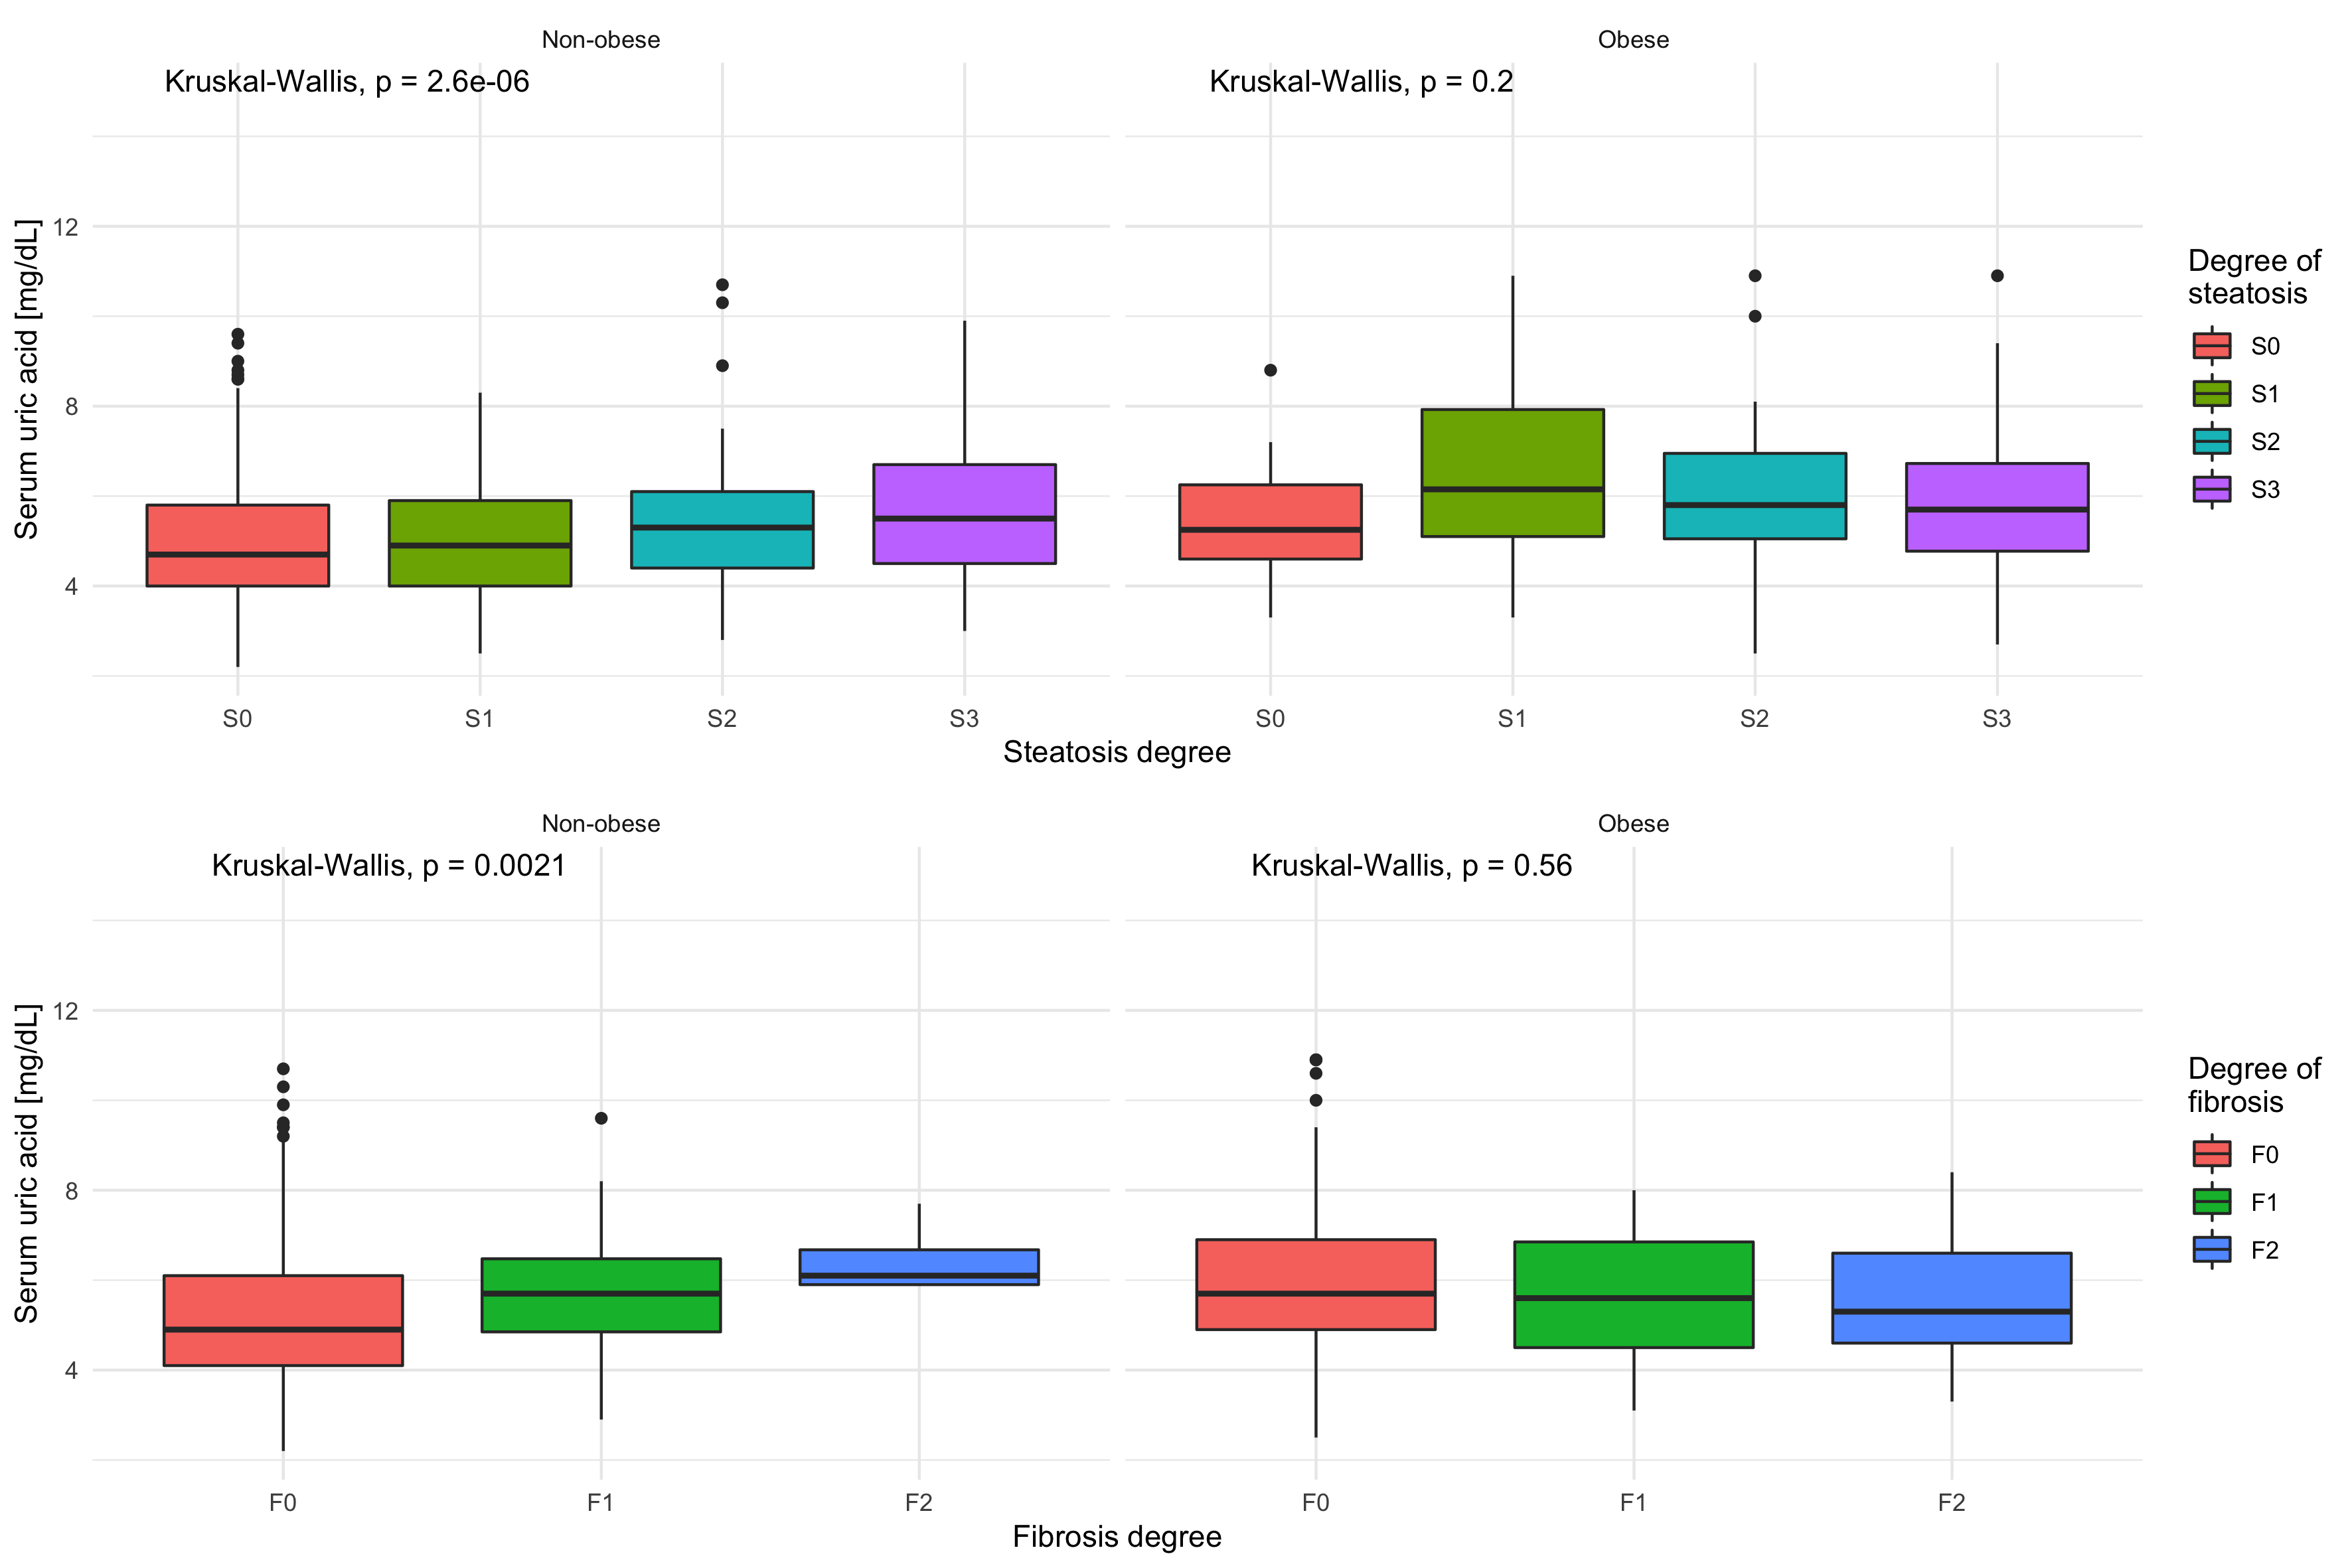 Non-obese
Obese
Kruskal-Wallis, p = 2.6e-06
Kruskal-Wallis, p = 0.2
Serum uric acid [mg/dL]
12
8
4
S0
S1
S2
S3
S0
S1
S2
S3
Steatosis degree
Degree of
steatosis
S0
S1
S2
S3
Non-obese
Obese
Kruskal-Wallis, p = 0.0021
Kruskal-Wallis, p = 0.56
Serum uric acid [mg/dL]
12
8
4
F0
F1
F2
F0
F1
F2
Fibrosis degree
Degree of
fibrosis
F0
F1
F2